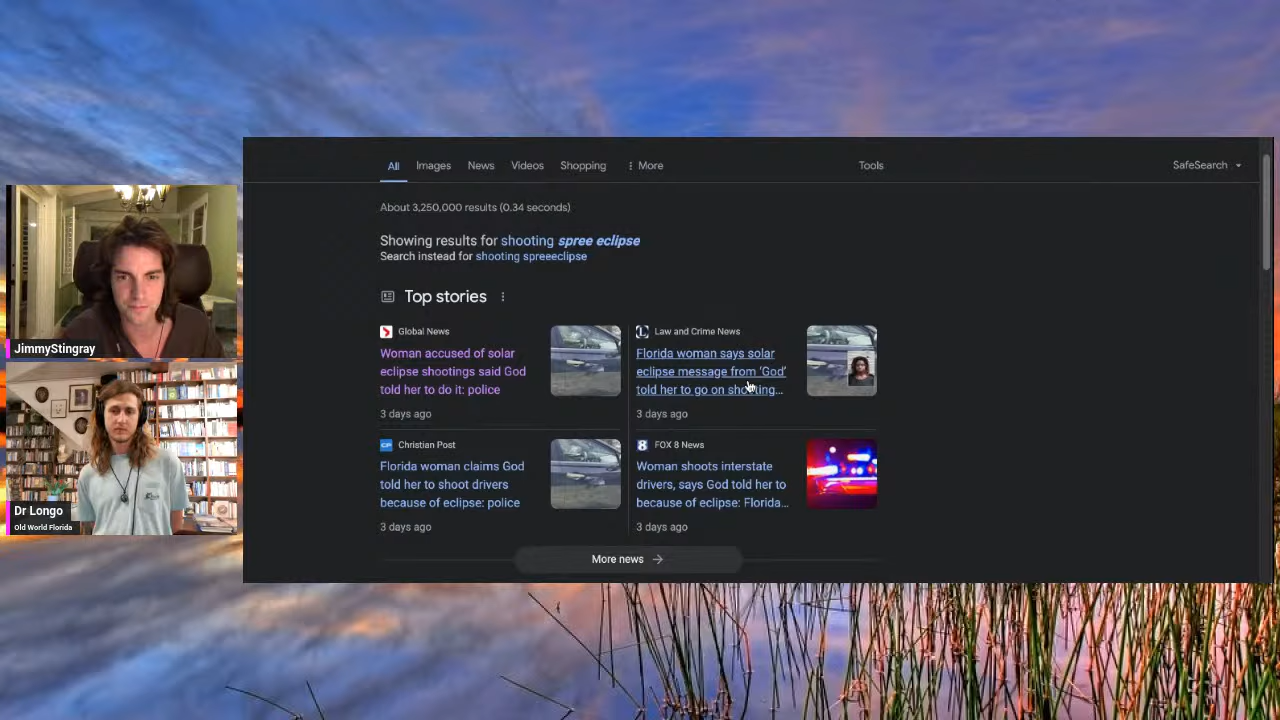 All Images News Videos Shopping More Tools SafeSearch
About 3,250,000 results (0.34 seconds)
Showing results for shooting spree eclipse
Search instead for shooting spreeeclipse
Top stories
Global News
Woman accused of solar
eclipse shootings said God
told her to do it: police
3 days ago
Law and Crime News
Florida woman says solar
eclipse message from ‘God’
told her to go on shooting...
3 days ago
CP Christian Post
Florida woman claims God
told her to shoot drivers
because of eclipse: police
3 days ago
8 FOX 8 News
Woman shoots interstate
drivers, says God told her to
because of eclipse: Florida...
3 days ago
More news
JimmyStingray
Dr Longo
Old World Florida